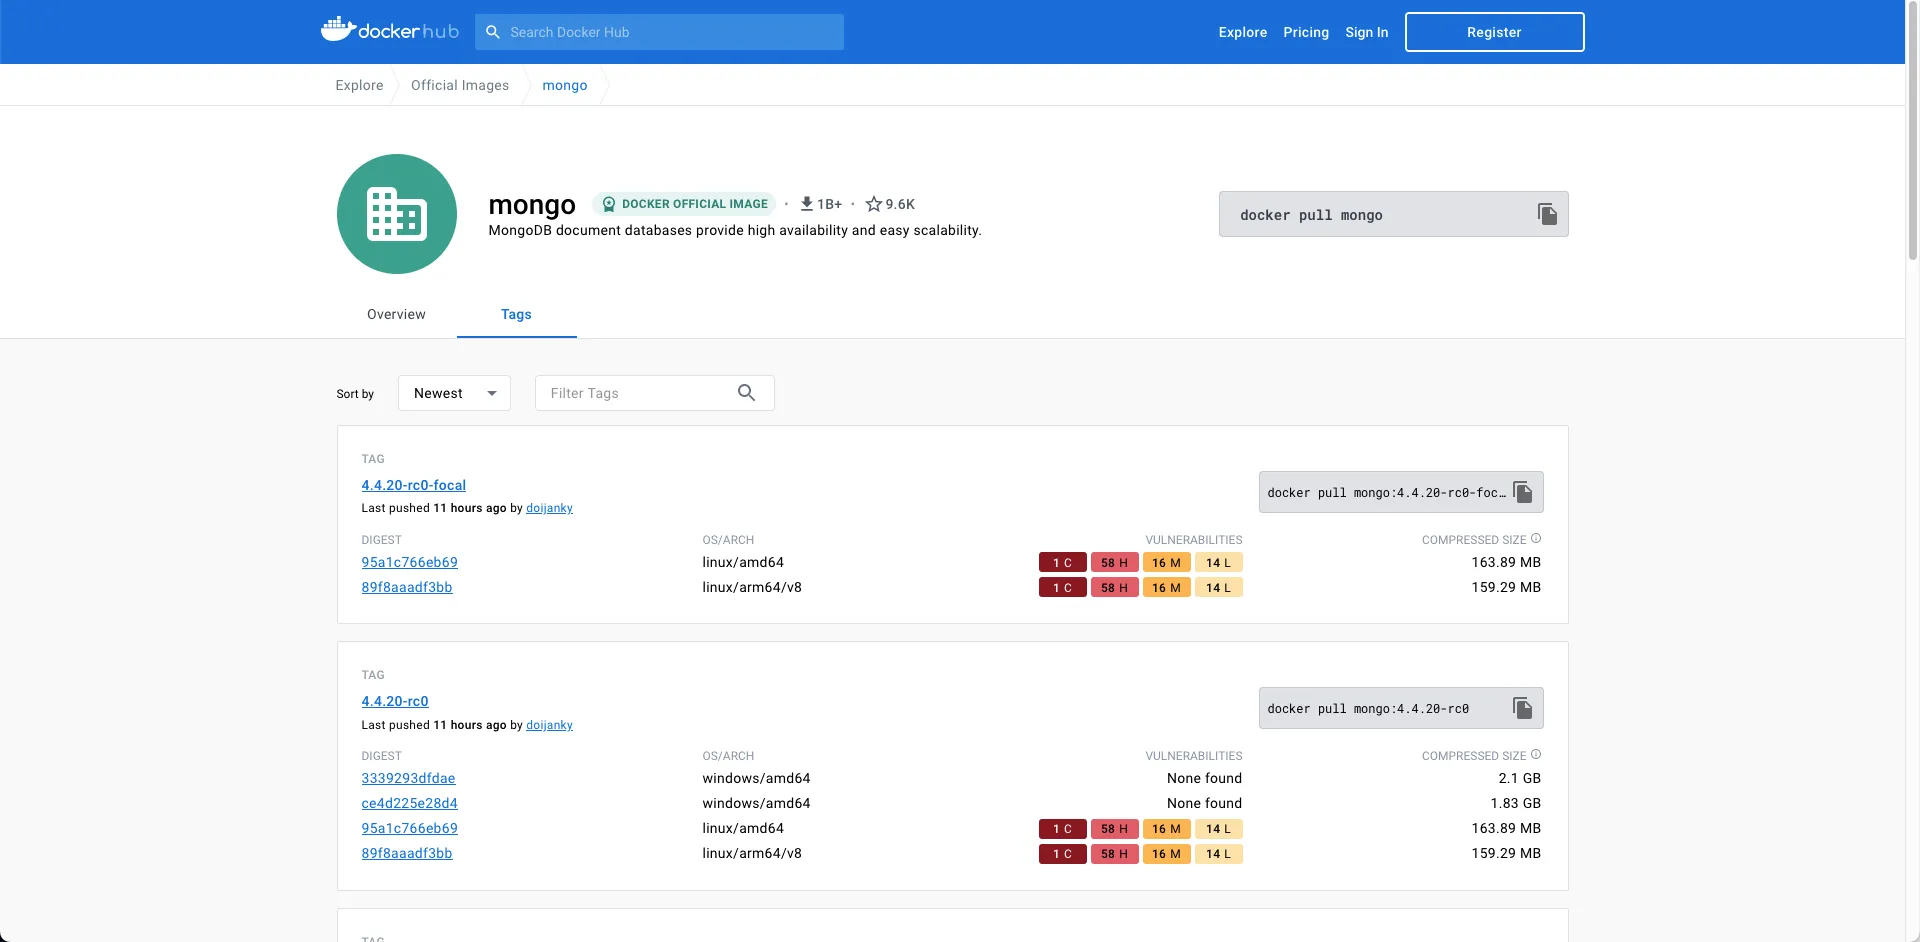 docker hub Search Docker Hub Explore Pricing Sign In Register
Explore Official Images mongo
mongo DOCKER OFFICIAL IMAGE · 1B+ · 9.6K
MongoDB document databases provide high availability and easy scalability.
docker pull mongo
Overview Tags
Sort by Newest Filter Tags
TAG
4.4.20-rc0-focal
Last pushed 11 hours ago by doijanky
docker pull mongo:4.4.20-rc0-foc…
DIGEST OS/ARCH VULNERABILITIES COMPRESSED SIZE
95a1c766eb69 linux/amd64 1 C 58 H 16 M 14 L 163.89 MB
89f8aaadf3bb linux/arm64/v8 1 C 58 H 16 M 14 L 159.29 MB
TAG
4.4.20-rc0
Last pushed 11 hours ago by doijanky
docker pull mongo:4.4.20-rc0
DIGEST OS/ARCH VULNERABILITIES COMPRESSED SIZE
3339293dfdae windows/amd64 None found 2.1 GB
ce4d225e28d4 windows/amd64 None found 1.83 GB
95a1c766eb69 linux/amd64 1 C 58 H 16 M 14 L 163.89 MB
89f8aaadf3bb linux/arm64/v8 1 C 58 H 16 M 14 L 159.29 MB
TAG